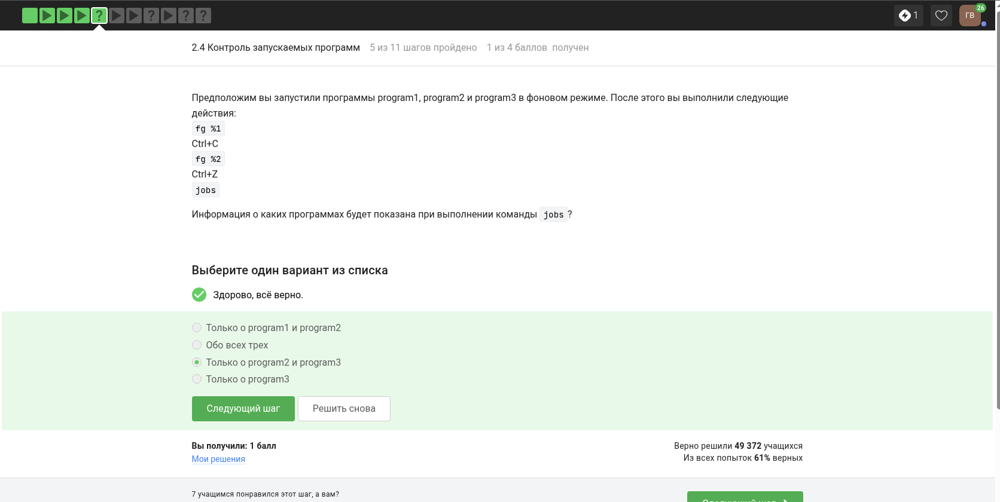 ?
?
?
?
1
ГВ
26
2.4 Контроль запускаемых программ 5 из 11 шагов пройдено 1 из 4 баллов получен
Предположим вы запустили программы program1, program2 и program3 в фоновом режиме. После этого вы выполнили следующие
действия:
fg %1
Ctrl+C
fg %2
Ctrl+Z
jobs
Информация о каких программах будет показана при выполнении команды jobs?
Выберите один вариант из списка
Здорово, всё верно.
Только о program1 и program2
Обо всех трех
Только о program2 и program3
Только о program3
Следующий шаг
Решить снова
Вы получили: 1 балл
Мои решения
Верно решили 49 372 учащихся
Из всех попыток 61% верных
7 учащимся понравился этот шаг, а вам?
Следующий шаг